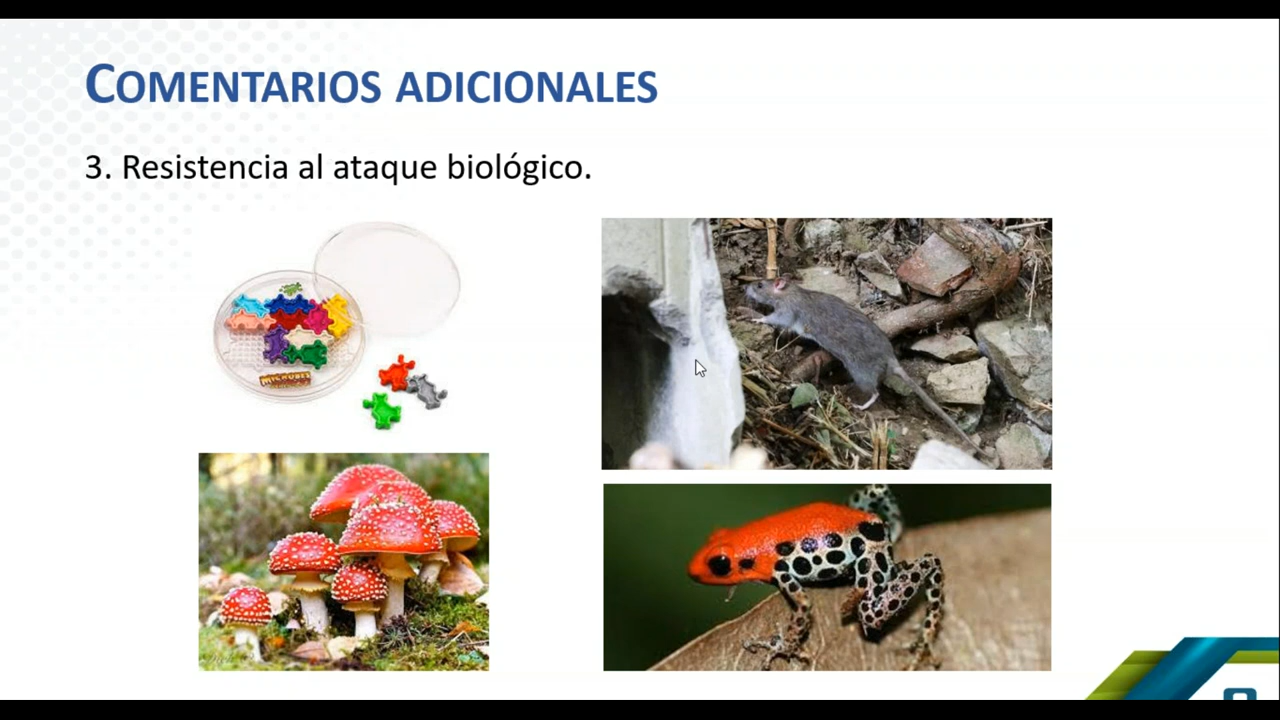 COMENTARIOS ADICIONALES
3. Resistencia al ataque biológico.